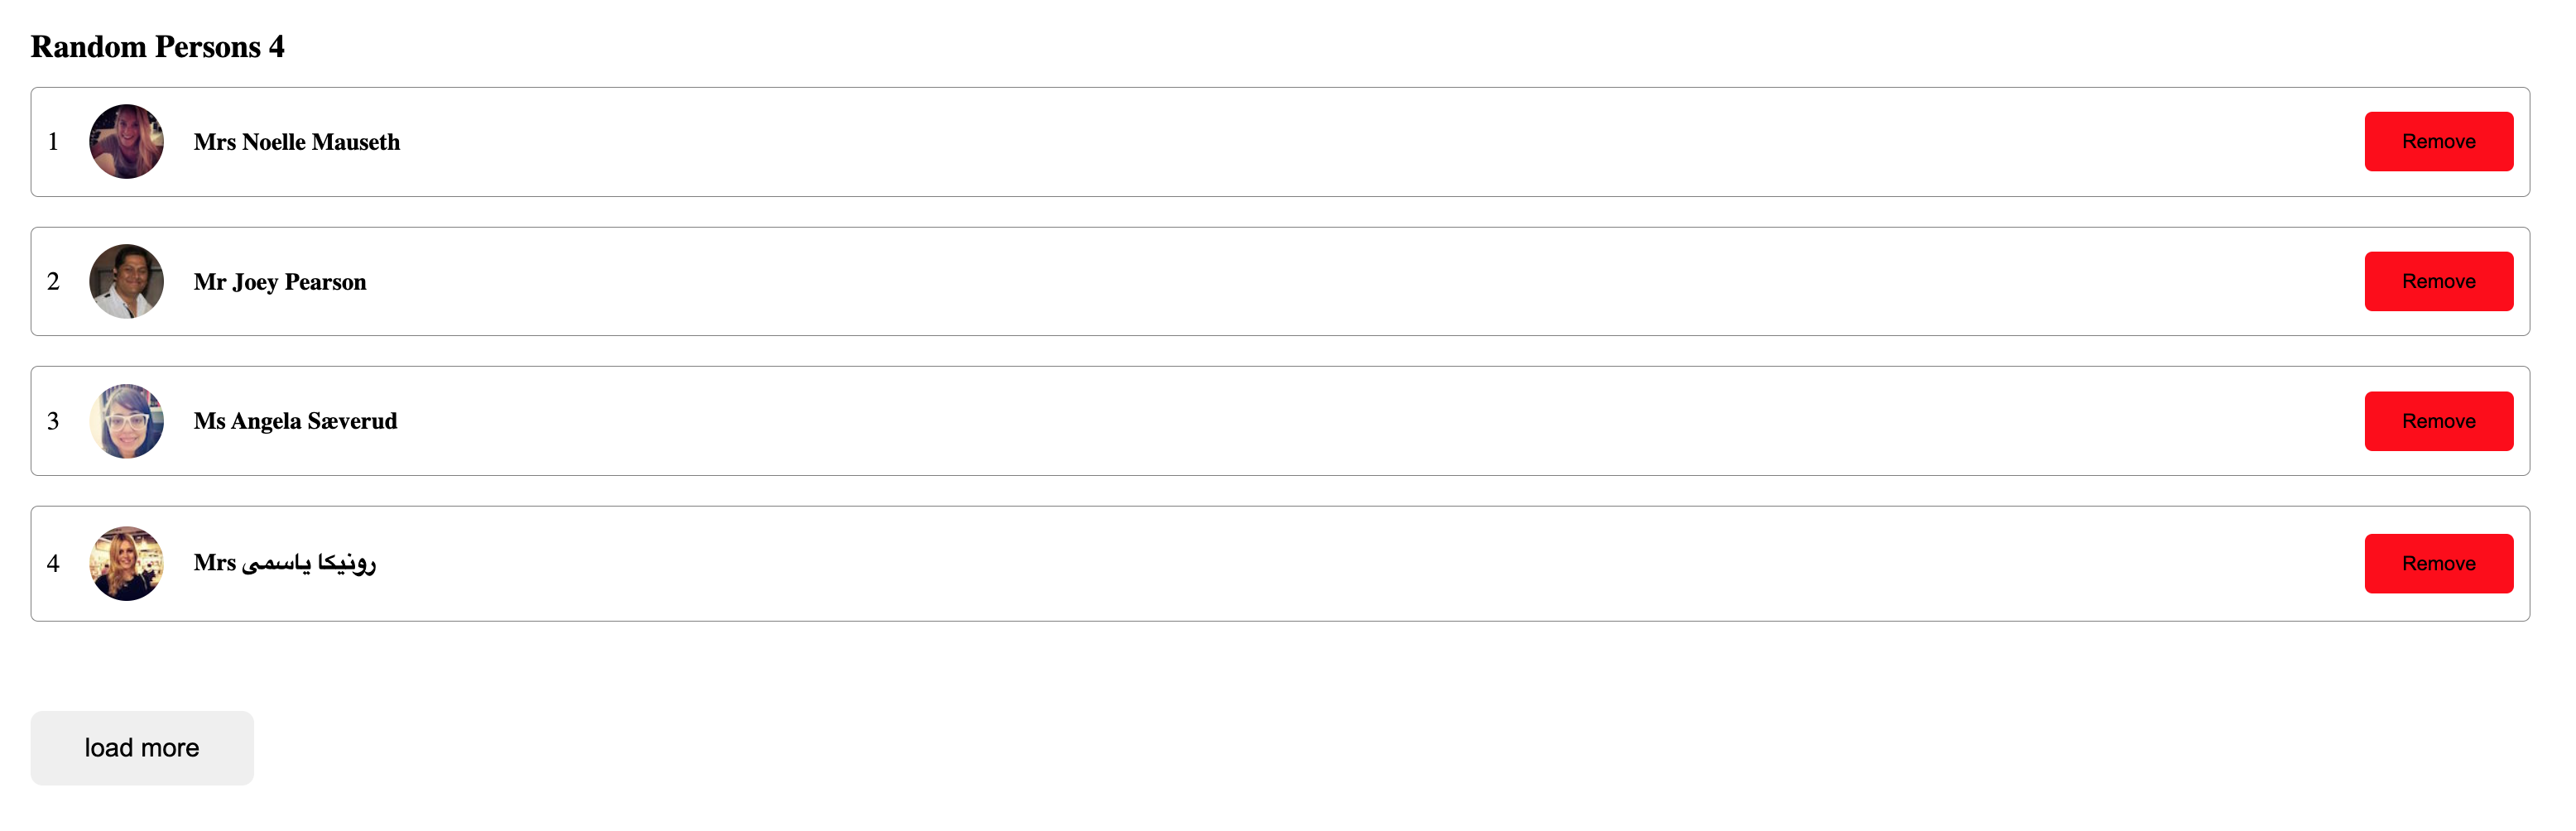 Random Persons 4
1 Mrs Noelle Mauseth Remove
2 Mr Joey Pearson Remove
3 Ms Angela Sæverud Remove
4 Mrs رونیکا یاسمی Remove
load more